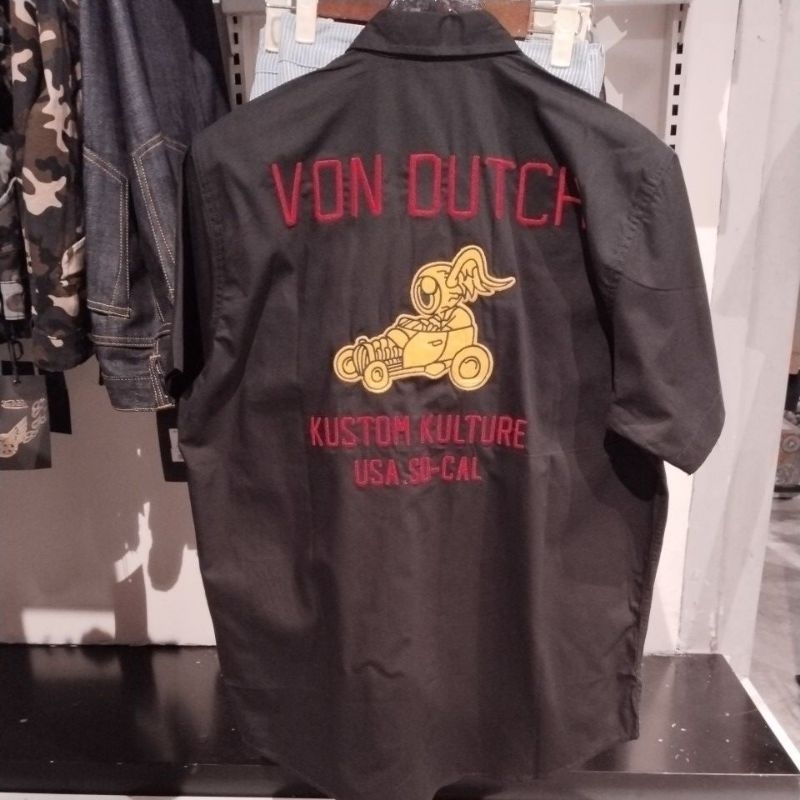 VON DUTCH
KUSTOM KULTURE
USA.SO-CAL